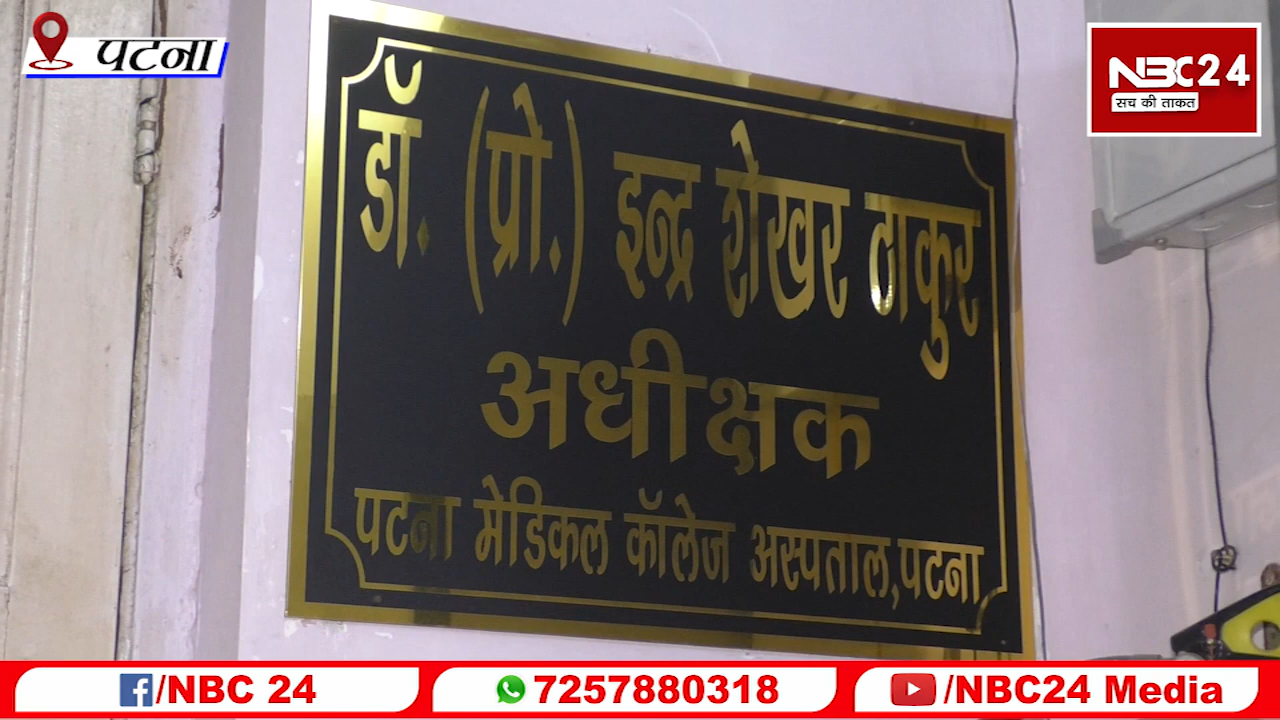 पटना
NBC24
सच की ताकत
डॉ. (प्रो.) इन्द्र शेखर ठाकुर
अधीक्षक
पटना मेडिकल कॉलेज अस्पताल,पटना
/NBC 24
7257880318
/NBC24 Media